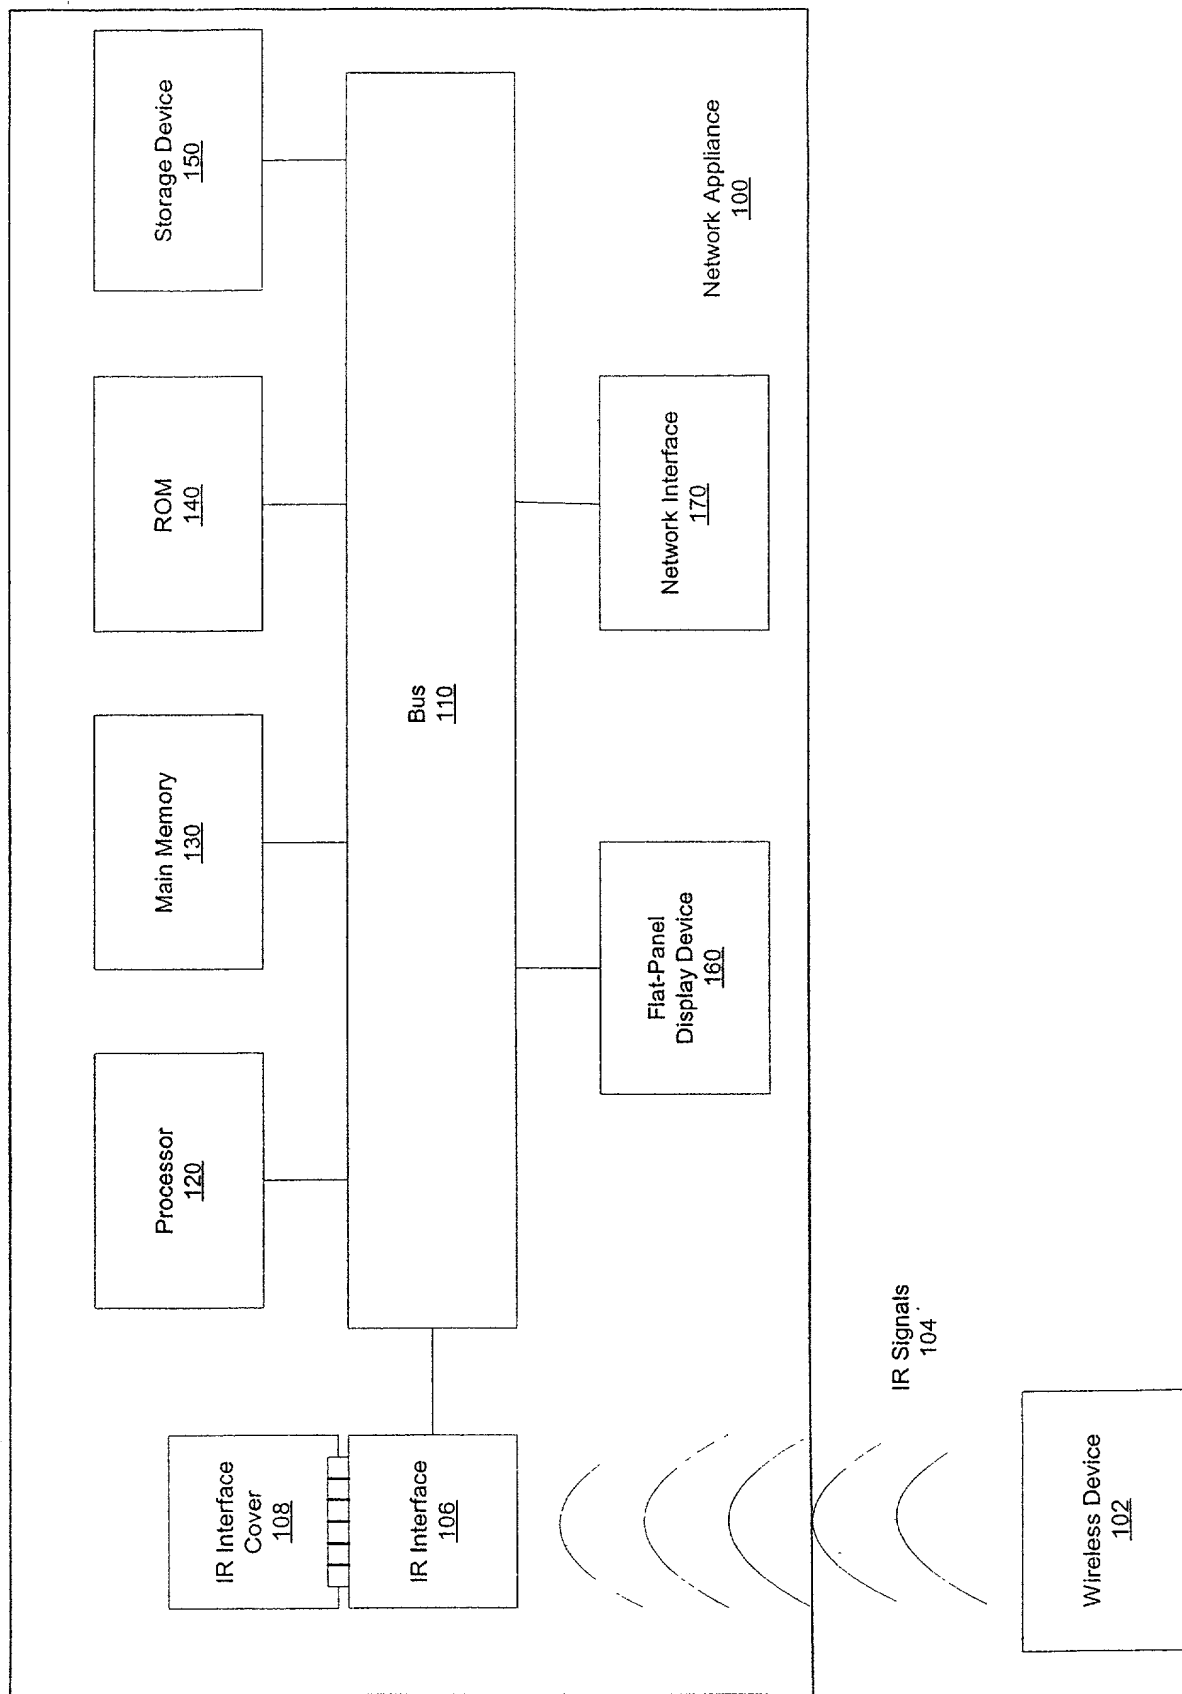 Processor
120
Main Memory
130
ROM
140
Storage Device
150
IR Interface
Cover
108
IR Interface
106
Bus
110
Flat-Panel
Display Device
160
Network Interface
170
Network Appliance
100
IR Signals
104
Wireless Device
102